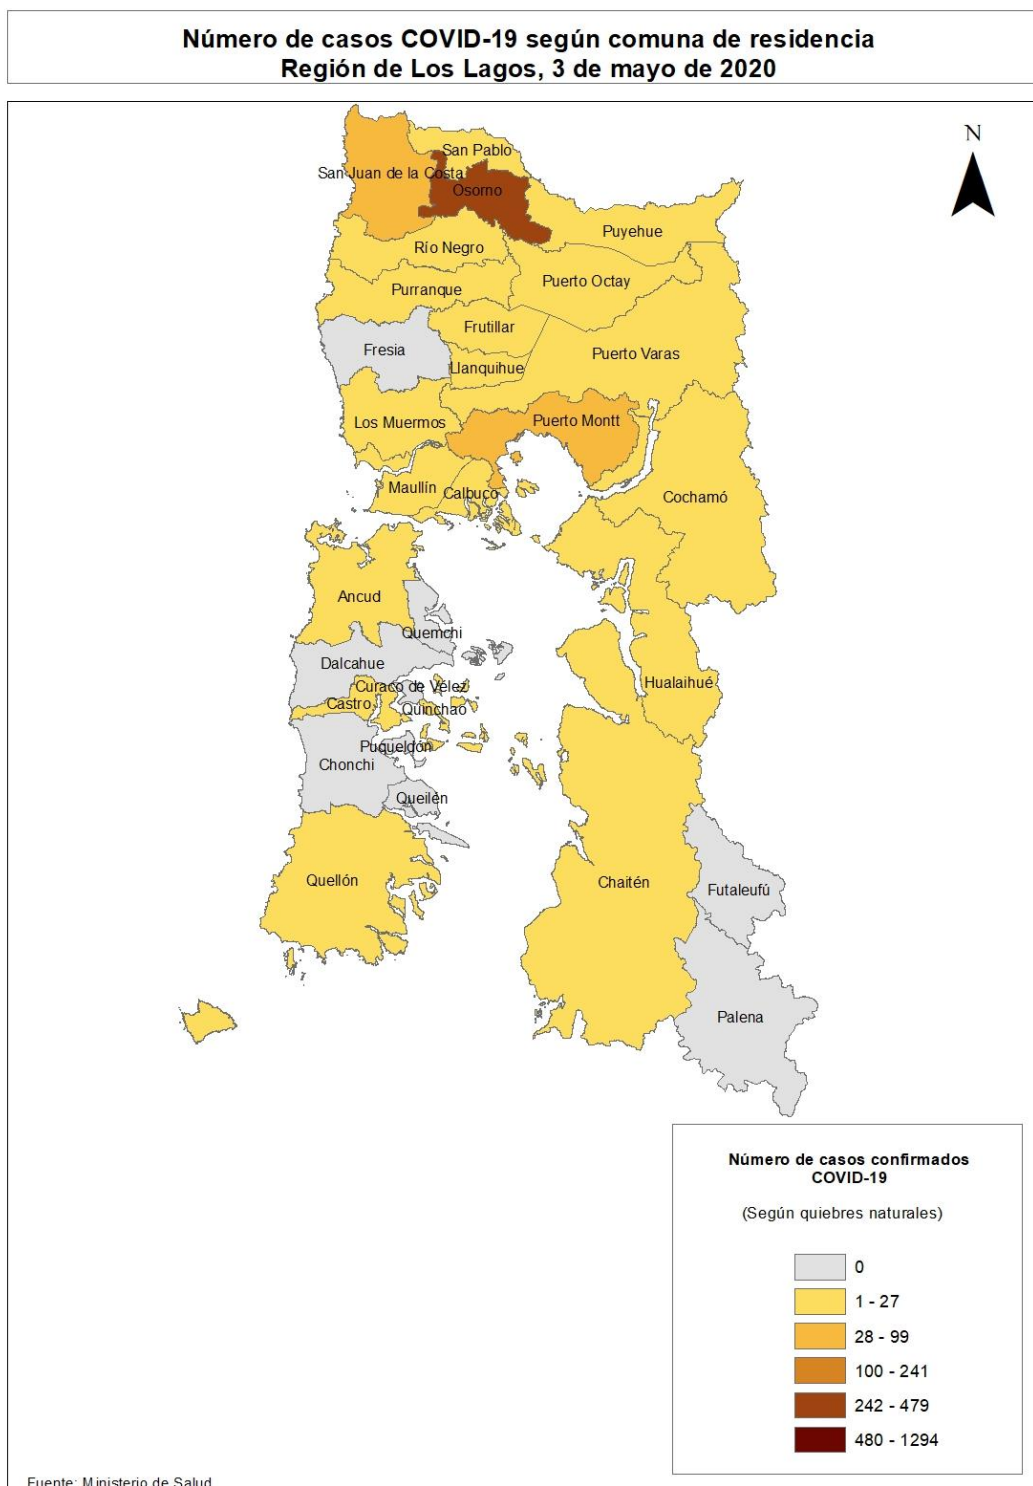 Número de casos COVID-19 según comuna de residencia
Región de Los Lagos, 3 de mayo de 2020
N
San Pablo
San Juan de la Costa
Osorno
Puyehue
Río Negro
Puerto Octay
Purranque
Frutillar
Fresia
Puerto Varas
Llanquihue
Los Muermos
Puerto Montt
Maullín
Calbuco
Cochamó
Ancud
Quemchi
Dalcahue
Hualaihué
Curaco de Vélez
Castro
Quinchao
Puqueldón
Chonchi
Queilén
Quellón
Chaitén
Futaleufú
Palena
Número de casos confirmados
COVID-19
(Según quiebres naturales)
0
1 - 27
28 - 99
100 - 241
242 - 479
480 - 1294
Fuente: Ministerio de Salud